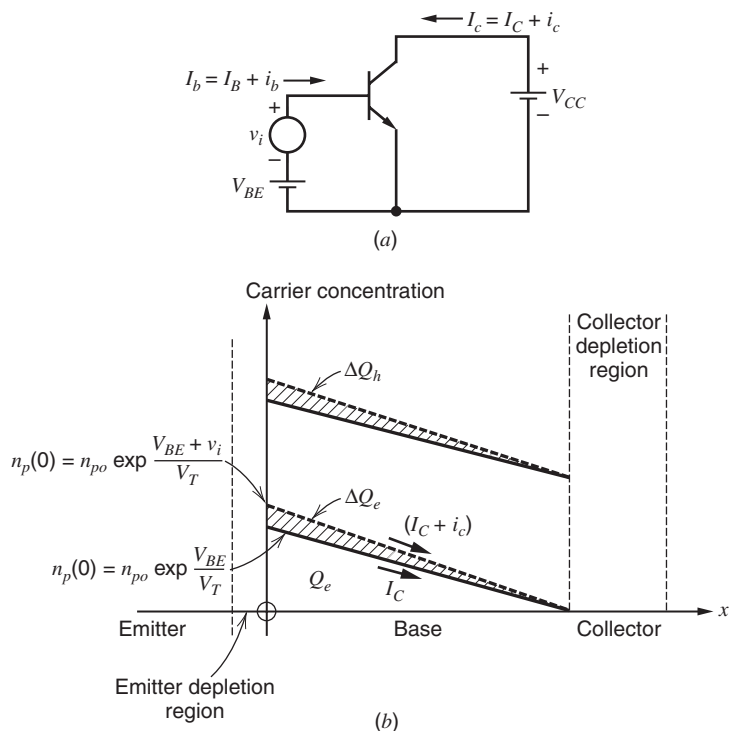 I_c = I_C + i_c
I_b = I_B + i_b
+
v_i
−
V_BE
+
V_CC
−
(a)
Carrier concentration
Collector
depletion
region
ΔQ_h
n_p(0) = n_po exp (V_BE + v_i)/V_T
ΔQ_e
(I_C + i_c)
n_p(0) = n_po exp V_BE/V_T
Q_e
I_C
x
Emitter
Base
Collector
Emitter depletion
region
(b)